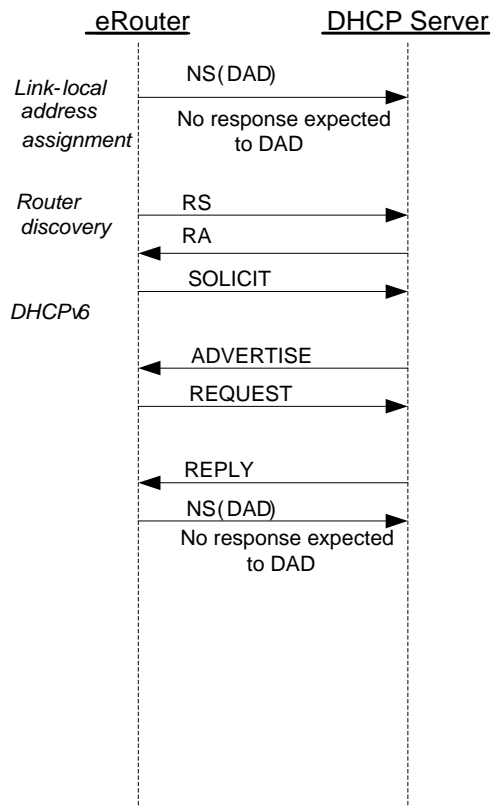 eRouter
DHCP Server
NS(DAD)
Link-local
address
assignment
No response expected
to DAD
Router
discovery
RS
RA
SOLICIT
DHCPv6
ADVERTISE
REQUEST
REPLY
NS(DAD)
No response expected
to DAD